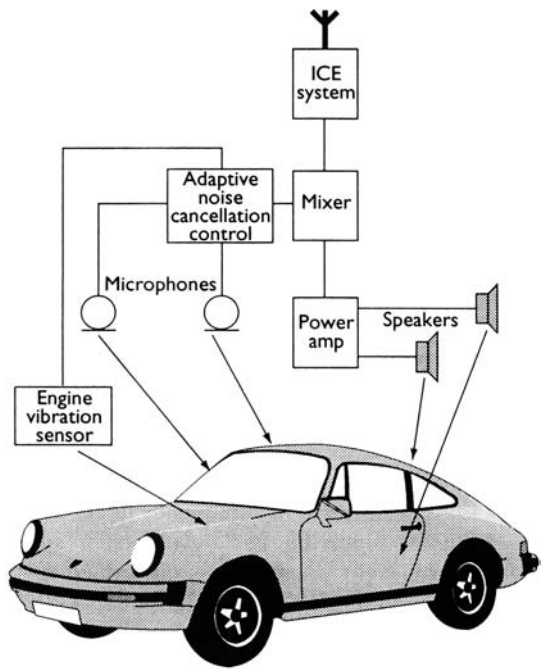 ICE
system
Adaptive
noise
cancellation
control
Mixer
Microphones
Power
amp
Speakers
Engine
vibration
sensor